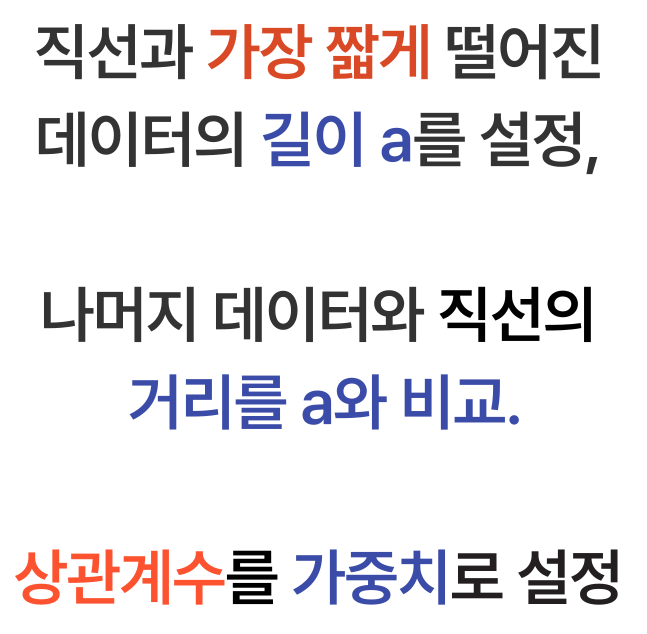 직선과 가장 짧게 떨어진
데이터의 길이 a를 설정,
나머지 데이터와 직선의
거리를 a와 비교.
상관계수를 가중치로 설정